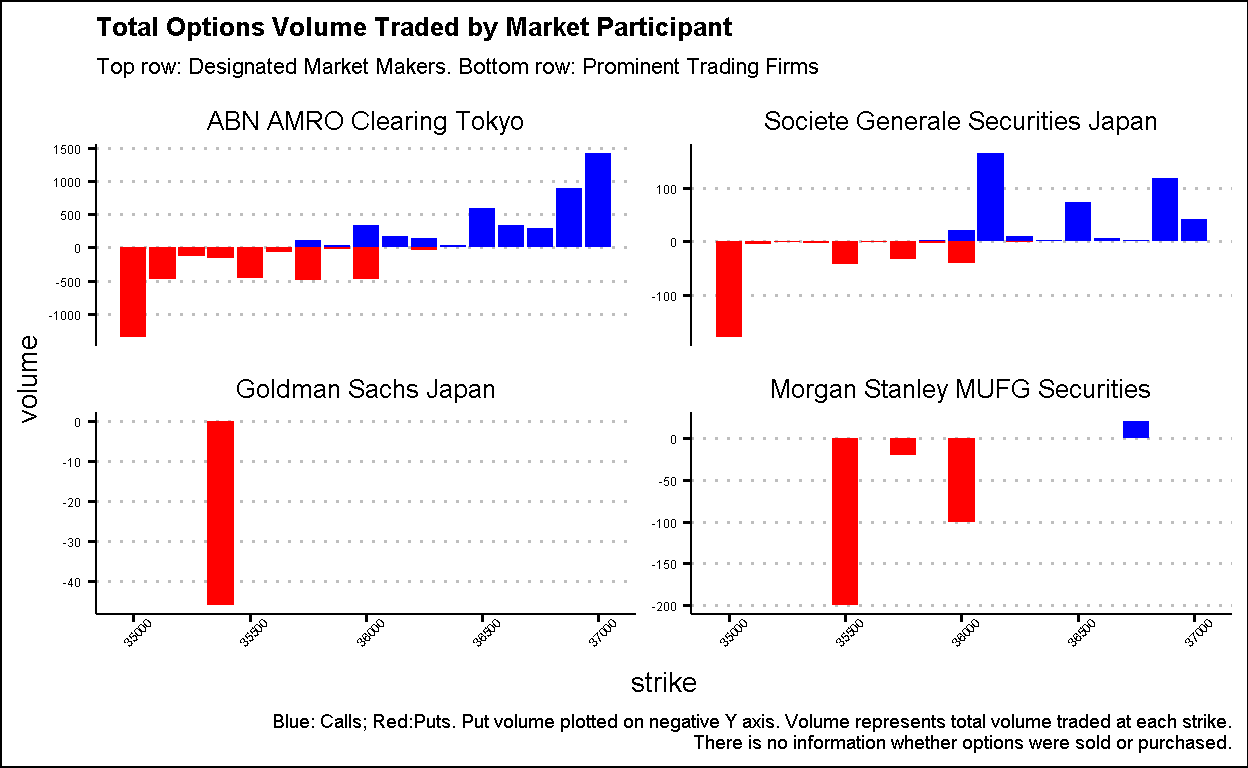 Total Options Volume Traded by Market Participant
Top row: Designated Market Makers. Bottom row: Prominent Trading Firms
ABN AMRO Clearing Tokyo
1500
1000
500
0
-500
-1000
Societe Generale Securities Japan
100
0
-100
volume
Goldman Sachs Japan
0
-10
-20
-30
-40
35000
35500
36000
36500
37000
Morgan Stanley MUFG Securities
0
-50
-100
-150
-200
35000
35500
36000
36500
37000
strike
Blue: Calls; Red:Puts. Put volume plotted on negative Y axis. Volume represents total volume traded at each strike.
There is no information whether options were sold or purchased.